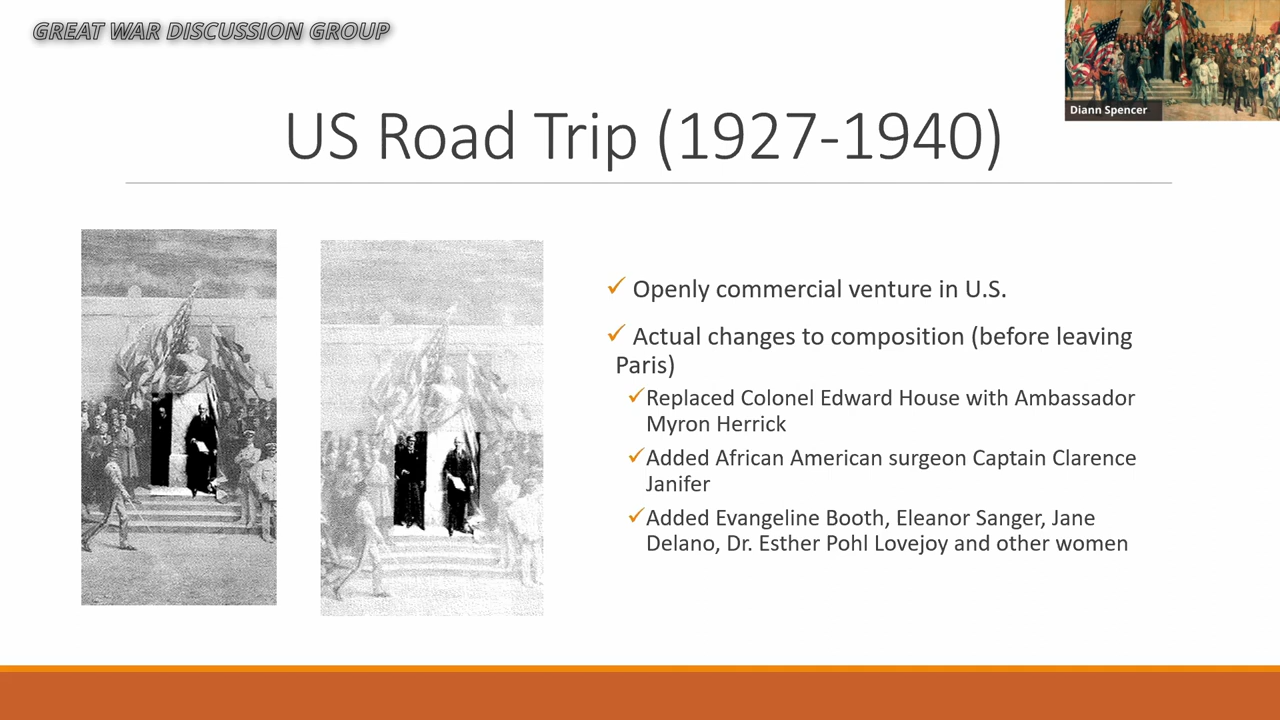 GREAT WAR DISCUSSION GROUP
Diann Spencer
US Road Trip (1927-1940)
✓ Openly commercial venture in U.S.
✓ Actual changes to composition (before leaving
Paris)
✓Replaced Colonel Edward House with Ambassador
Myron Herrick
✓Added African American surgeon Captain Clarence
Janifer
✓Added Evangeline Booth, Eleanor Sanger, Jane
Delano, Dr. Esther Pohl Lovejoy and other women